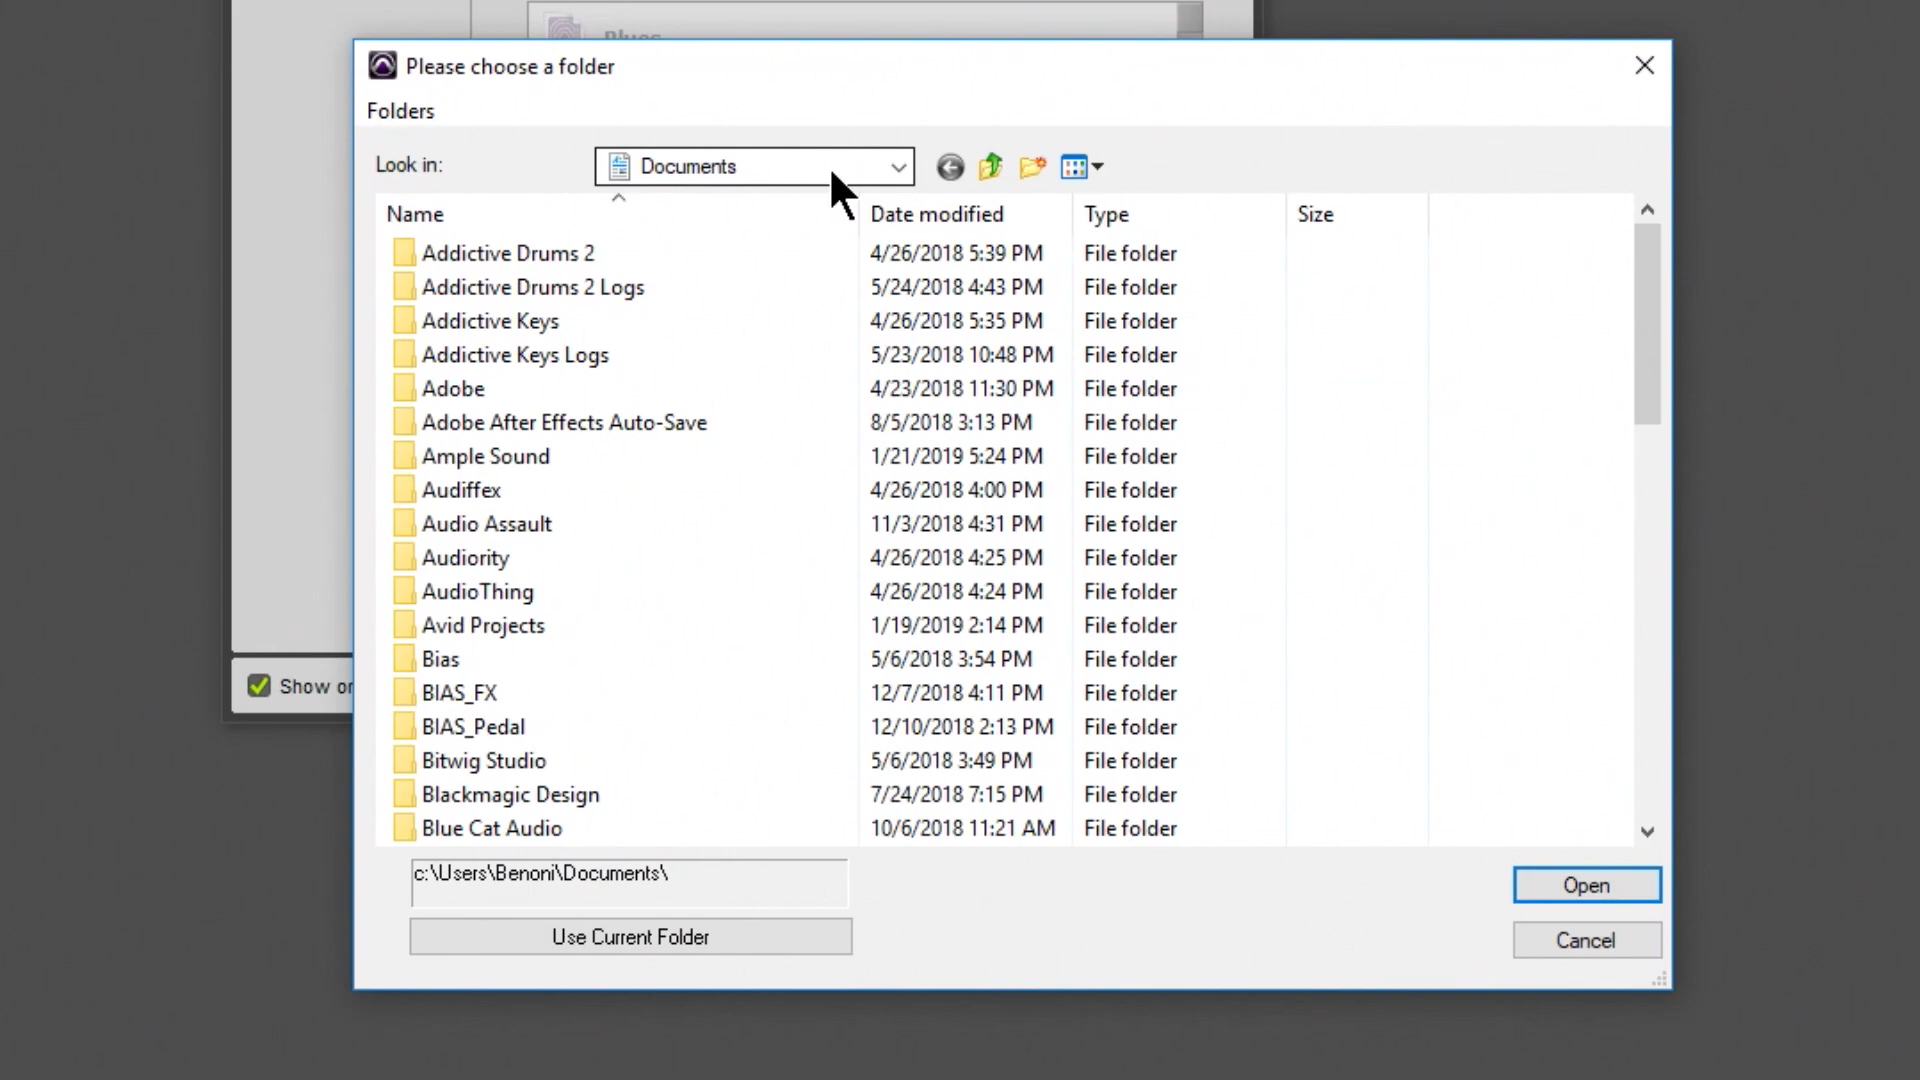 Blues
Please choose a folder
Folders
Look in:
Documents
Name
Date modified
Type
Size
Addictive Drums 2 4/26/2018 5:39 PM File folder
Addictive Drums 2 Logs 5/24/2018 4:43 PM File folder
Addictive Keys 4/26/2018 5:35 PM File folder
Addictive Keys Logs 5/23/2018 10:48 PM File folder
Adobe 4/23/2018 11:30 PM File folder
Adobe After Effects Auto-Save 8/5/2018 3:13 PM File folder
Ample Sound 1/21/2019 5:24 PM File folder
Audiffex 4/26/2018 4:00 PM File folder
Audio Assault 11/3/2018 4:31 PM File folder
Audiority 4/26/2018 4:25 PM File folder
AudioThing 4/26/2018 4:24 PM File folder
Avid Projects 1/19/2019 2:14 PM File folder
Bias 5/6/2018 3:54 PM File folder
BIAS_FX 12/7/2018 4:11 PM File folder
BIAS_Pedal 12/10/2018 2:13 PM File folder
Bitwig Studio 5/6/2018 3:49 PM File folder
Blackmagic Design 7/24/2018 7:15 PM File folder
Blue Cat Audio 10/6/2018 11:21 AM File folder
Show or
c:\Users\Benoni\Documents\
Open
Use Current Folder
Cancel